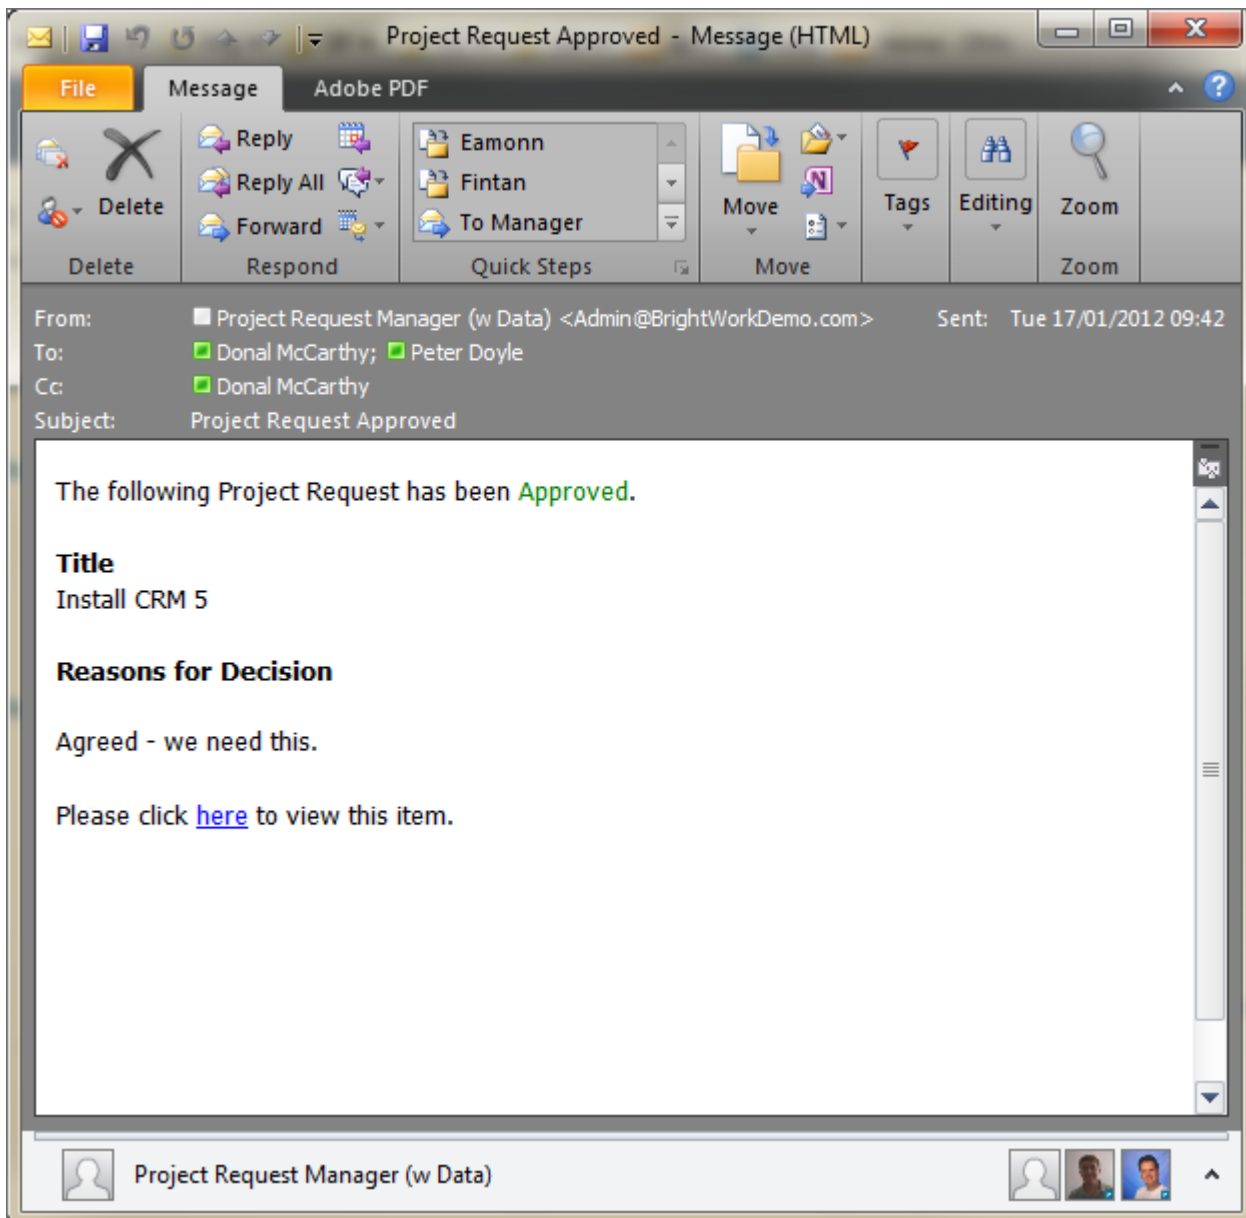 Project Request Approved - Message (HTML)
File Message Adobe PDF
Reply
Reply All
Forward
Delete
Eamonn
Fintan
To Manager
Move
Tags
Editing
Zoom
Delete
Respond
Quick Steps
Move
Zoom
From: Project Request Manager (w Data) <Admin@BrightWorkDemo.com> Sent: Tue 17/01/2012 09:42
To: Donal McCarthy; Peter Doyle
Cc: Donal McCarthy
Subject: Project Request Approved
The following Project Request has been Approved.
Title
Install CRM 5
Reasons for Decision
Agreed - we need this.
Please click here to view this item.
Project Request Manager (w Data)